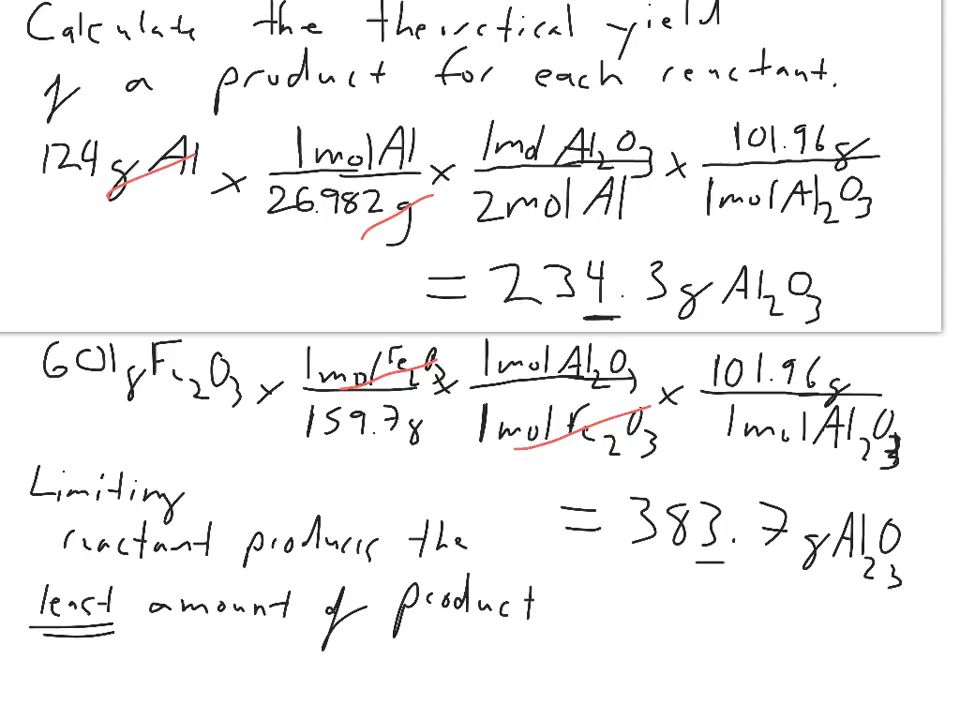 Calculate the theoretical yield
of a product for each reactant.
124 g Al × 1 mol Al / 26.982 g × 1 mol Al₂O₃ / 2 mol Al × 101.96 g / 1 mol Al₂O₃
= 234.3 g Al₂O₃
601 g Fe₂O₃ × 1 mol Fe₂O₃ / 159.7 g × 1 mol Al₂O₃ / 1 mol Fe₂O₃ × 101.96 g / 1 mol Al₂O₃
= 383.7 g Al₂O₃
Limiting
reactant produces the
least amount of product